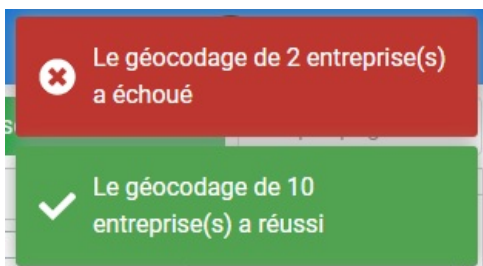 Le géocodage de 2 entreprise(s)
a échoué
Le géocodage de 10
entreprise(s) a réussi